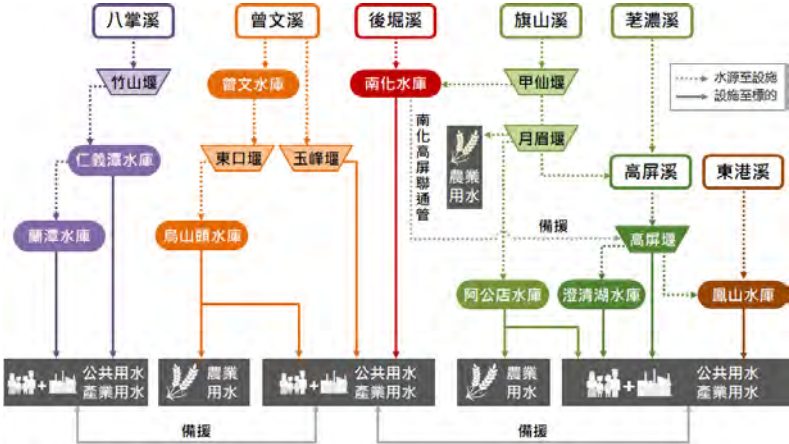 八掌溪
曾文溪
後堀溪
旗山溪
荖濃溪
水源至設施
設施至標的
竹山堰
曾文水庫
南化水庫
甲仙堰
南化高屏聯通管
月眉堰
農業
用水
仁義潭水庫
東口堰
玉峰堰
高屏溪
東港溪
蘭潭水庫
烏山頭水庫
備援
高屏堰
阿公店水庫
澄清湖水庫
鳳山水庫
+
公共用水
產業用水
農業
用水
+
公共用水
產業用水
農業
用水
+
公共用水
產業用水
備援
備援